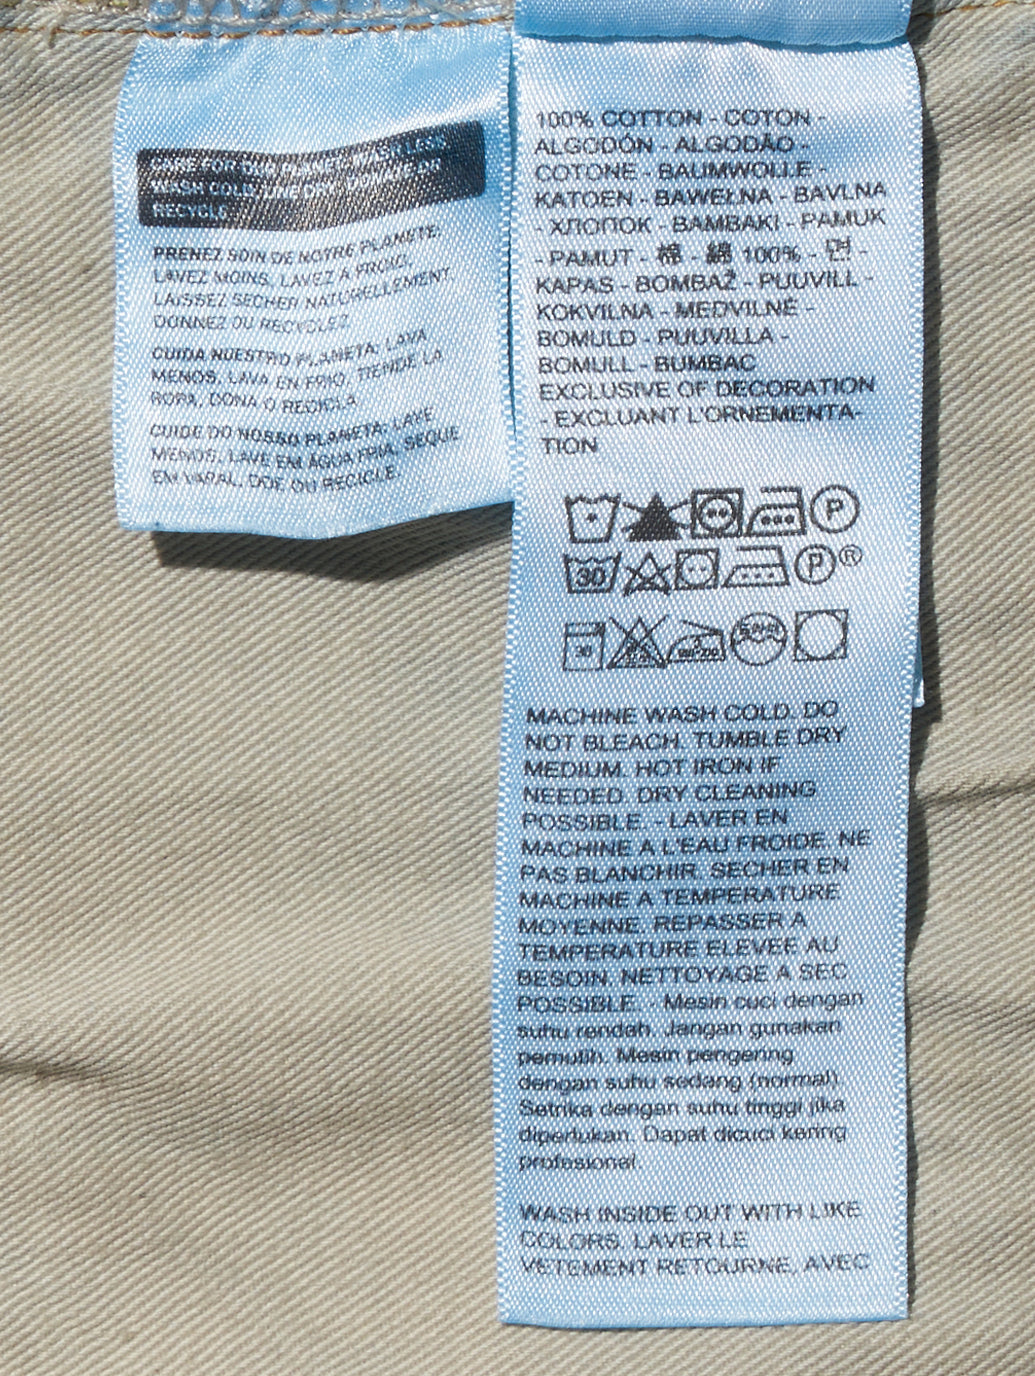 CARE FOR OUR PLANET: WASH LESS,
WASH COLD, LINE DRY, DONATE OR
RECYCLE
PRENEZ SOIN DE NOTRE PLANÈTE:
LAVEZ MOINS, LAVEZ À FROID,
LAISSEZ SÉCHER NATURELLEMENT,
DONNEZ OU RECYCLEZ
CUIDA NUESTRO PLANETA: LAVA
MENOS, LAVA EN FRIO, TIENDE LA
ROPA, DONA O RECICLA
CUIDE DO NOSSO PLANETA: LAVE
MENOS, LAVE EM ÁGUA FRIA, SEQUE
EM VARAL, DOE OU RECICLE
100% COTTON - COTON -
ALGODÓN - ALGODÃO -
COTONE - BAUMWOLLE -
KATOEN - BAWEŁNA - BAVLNA
- ХЛОПОК - BAMBAKI - PAMUK
- PAMUT - 棉 - 綿 100% - 면 -
KAPAS - BOMBAŽ - PUUVILL -
KOKVILNA - MEDVILNĖ -
BOMULD - PUUVILLA -
BOMULL - BUMBAC
EXCLUSIVE OF DECORATION
- EXCLUANT L'ORNEMENTA-
TION
P
30 P ®
30
MACHINE WASH COLD. DO
NOT BLEACH. TUMBLE DRY
MEDIUM. HOT IRON IF
NEEDED. DRY CLEANING
POSSIBLE. - LAVER EN
MACHINE A L'EAU FROIDE. NE
PAS BLANCHIR. SECHER EN
MACHINE A TEMPERATURE
MOYENNE. REPASSER A
TEMPERATURE ELEVEE AU
BESOIN. NETTOYAGE A SEC
POSSIBLE. - Mesin cuci dengan
suhu rendah. Jangan gunakan
pemutih. Mesin pengering
dengan suhu sedang (normal).
Setrika dengan suhu tinggi jika
diperlukan. Dapat dicuci kering
profesional.
WASH INSIDE OUT WITH LIKE
COLORS. LAVER LE
VETEMENT RETOURNE, AVEC